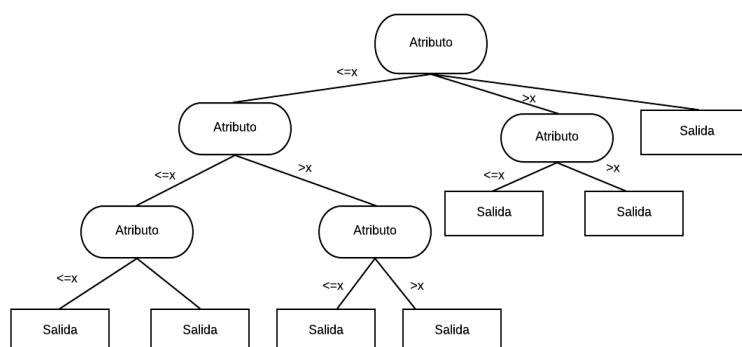 Atributo
<=x
>x
Atributo
Atributo
Salida
<=x
>x
<=x
>x
Atributo
Atributo
Salida
Salida
<=x
<=x
>x
Salida
Salida
Salida
Salida